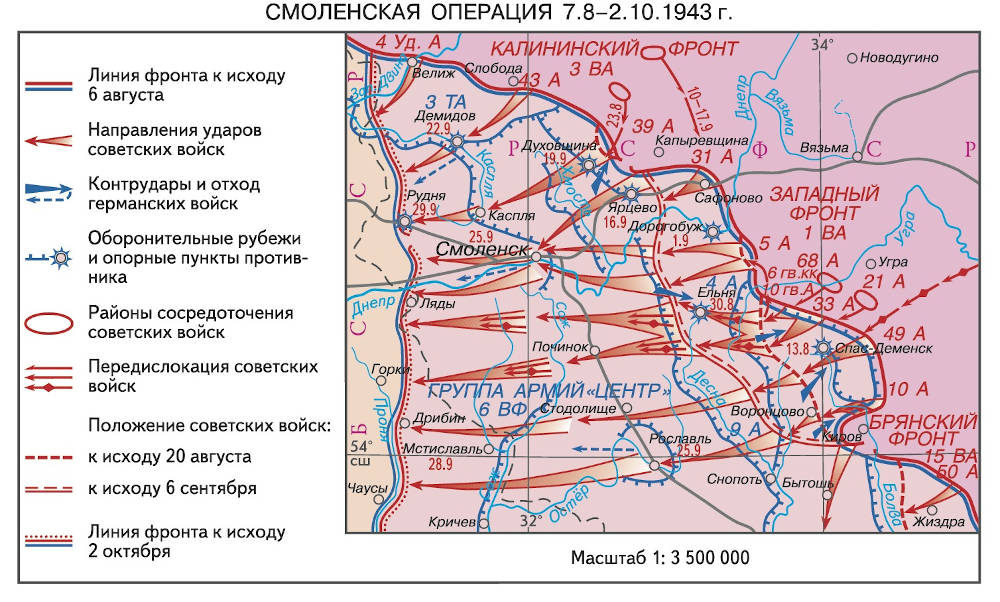 СМОЛЕНСКАЯ ОПЕРАЦИЯ 7.8–2.10.1943 г.
Линия фронта к исходу
6 августа
Направления ударов
советских войск
Контрудары и отход
германских войск
Оборонительные рубежи
и опорные пункты против-
ника
Районы сосредоточения
советских войск
Передислокация советских
войск
Положение советских войск:
к исходу 20 августа
к исходу 6 сентября
Линия фронта к исходу
2 октября
4 Уд. А
КАЛИНИНСКИЙ ФРОНТ
3 ВА
34°
Новодугино
Велиж
Слобода
43 А
Зап. Двина
Р
3 ТА
Демидов
22.9
23.8
10–17.9
39 А
Днепр
Вязьма
Капыревщина
Духовщина
19.9
Р
С
Ф
С
Р
31 А
Вязьма
Каспля
Хмость
Сафоново
ЗАПАДНЫЙ
ФРОНТ
1 ВА
С
Рудня
29.9
Каспля
Ярцево
16.9
Дорогобуж
1.9
25.9
Смоленск
5 А
68 А
Угра
Угра
6 гв.кк
10 гв.А
21 А
4 А
Ельня
30.8
33 А
Днепр
Ляды
С
Сож
49 А
Починок
13.8
Спас-Деменск
Горки
ГРУППА АРМИЙ «ЦЕНТР»
6 ВФ
Десна
10 А
Проня
Стодолище
Воронцово
Дрибин
9 А
БРЯНСКИЙ
ФРОНТ
Киров
15 ВА
50 А
Б
54°
сш
Мстиславль
28.9
Рославль
25.9
Снопоть
Бытошь
Чаусы
Сож
Остёр
Болва
Кричев
32°
Жиздра
Масштаб 1: 3 500 000